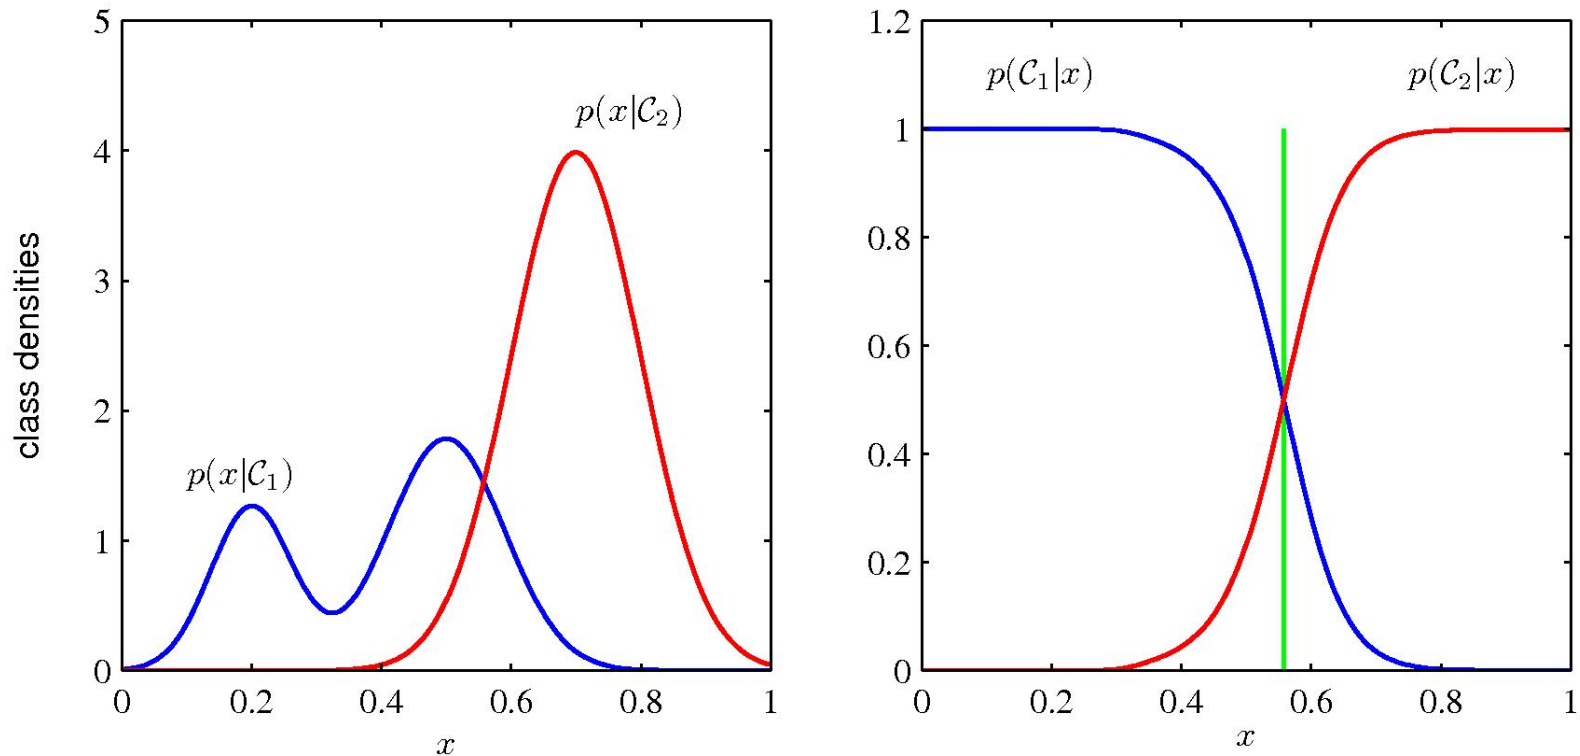 class densities
5
4
3
2
1
0
p(x|C₁)
p(x|C₂)
0 0.2 0.4 0.6 0.8 1
x
1.2
1
0.8
0.6
0.4
0.2
0
p(C₁|x)
p(C₂|x)
0 0.2 0.4 0.6 0.8 1
x